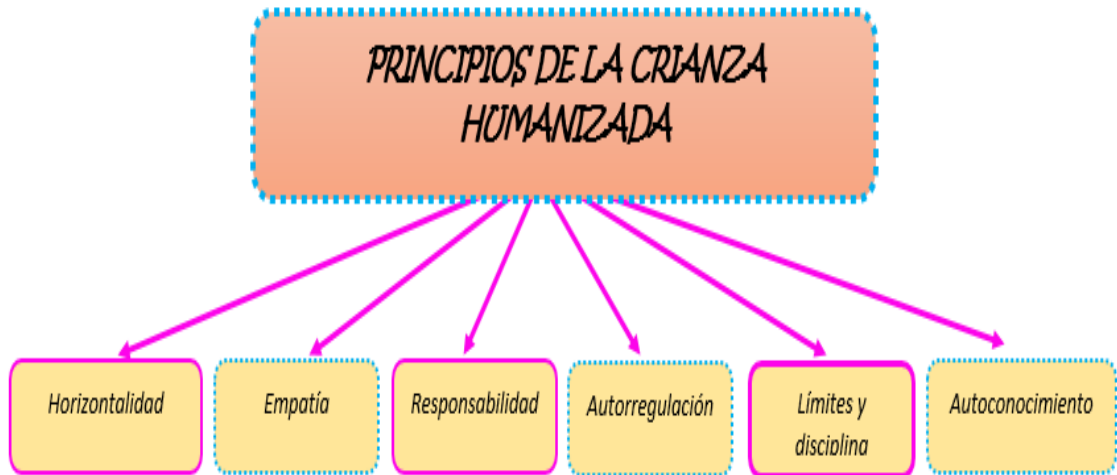 PRINCIPIOS DE LA CRIANZA
HUMANIZADA
Horizontalidad
Empatía
Responsabilidad
Autorregulación
Límites y
disciplina
Autoconocimiento